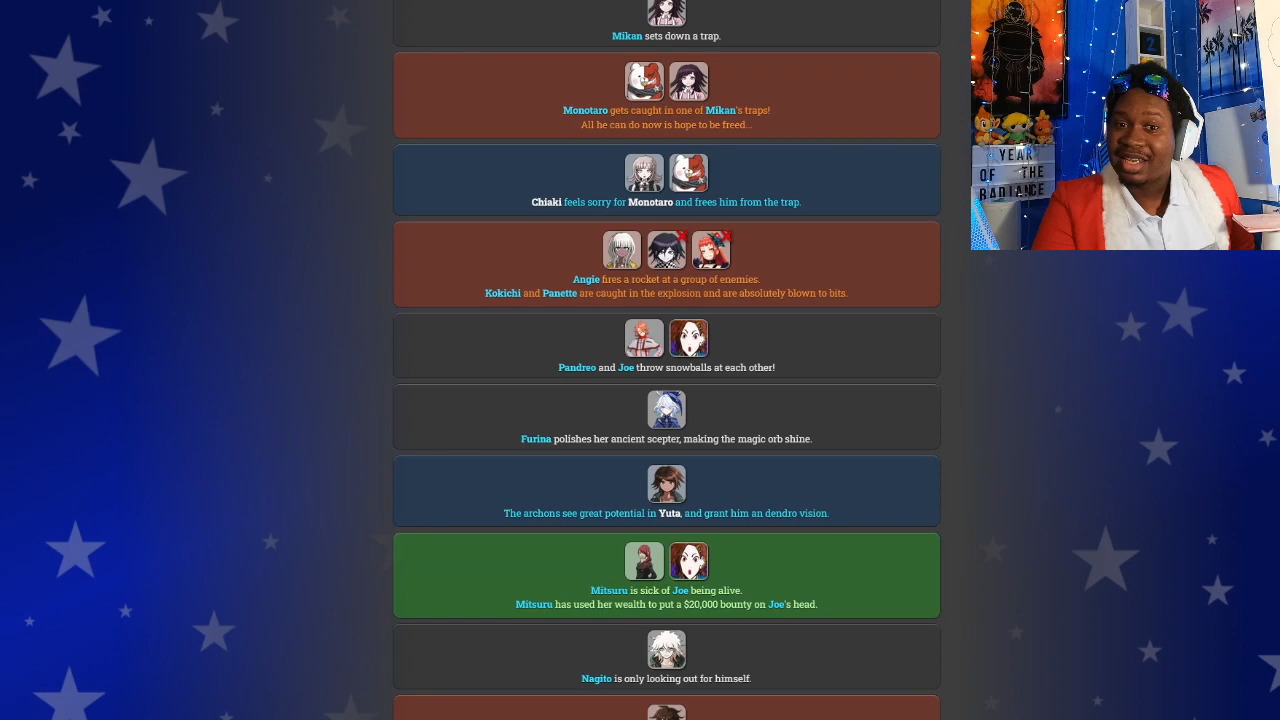 Mikan sets down a trap.
Monotaro gets caught in one of Mikan's traps!
All he can do now is hope to be freed...
Chiaki feels sorry for Monotaro and frees him from the trap.
Angie fires a rocket at a group of enemies.
Kokichi and Panette are caught in the explosion and are absolutely blown to bits.
Pandreo and Joe throw snowballs at each other!
Furina polishes her ancient scepter, making the magic orb shine.
The archons see great potential in Yuta, and grant him an dendro vision.
Mitsuru is sick of Joe being alive.
Mitsuru has used her wealth to put a $20,000 bounty on Joe's head.
Nagito is only looking out for himself.
2
YEAR
OF THE
RADIANCE